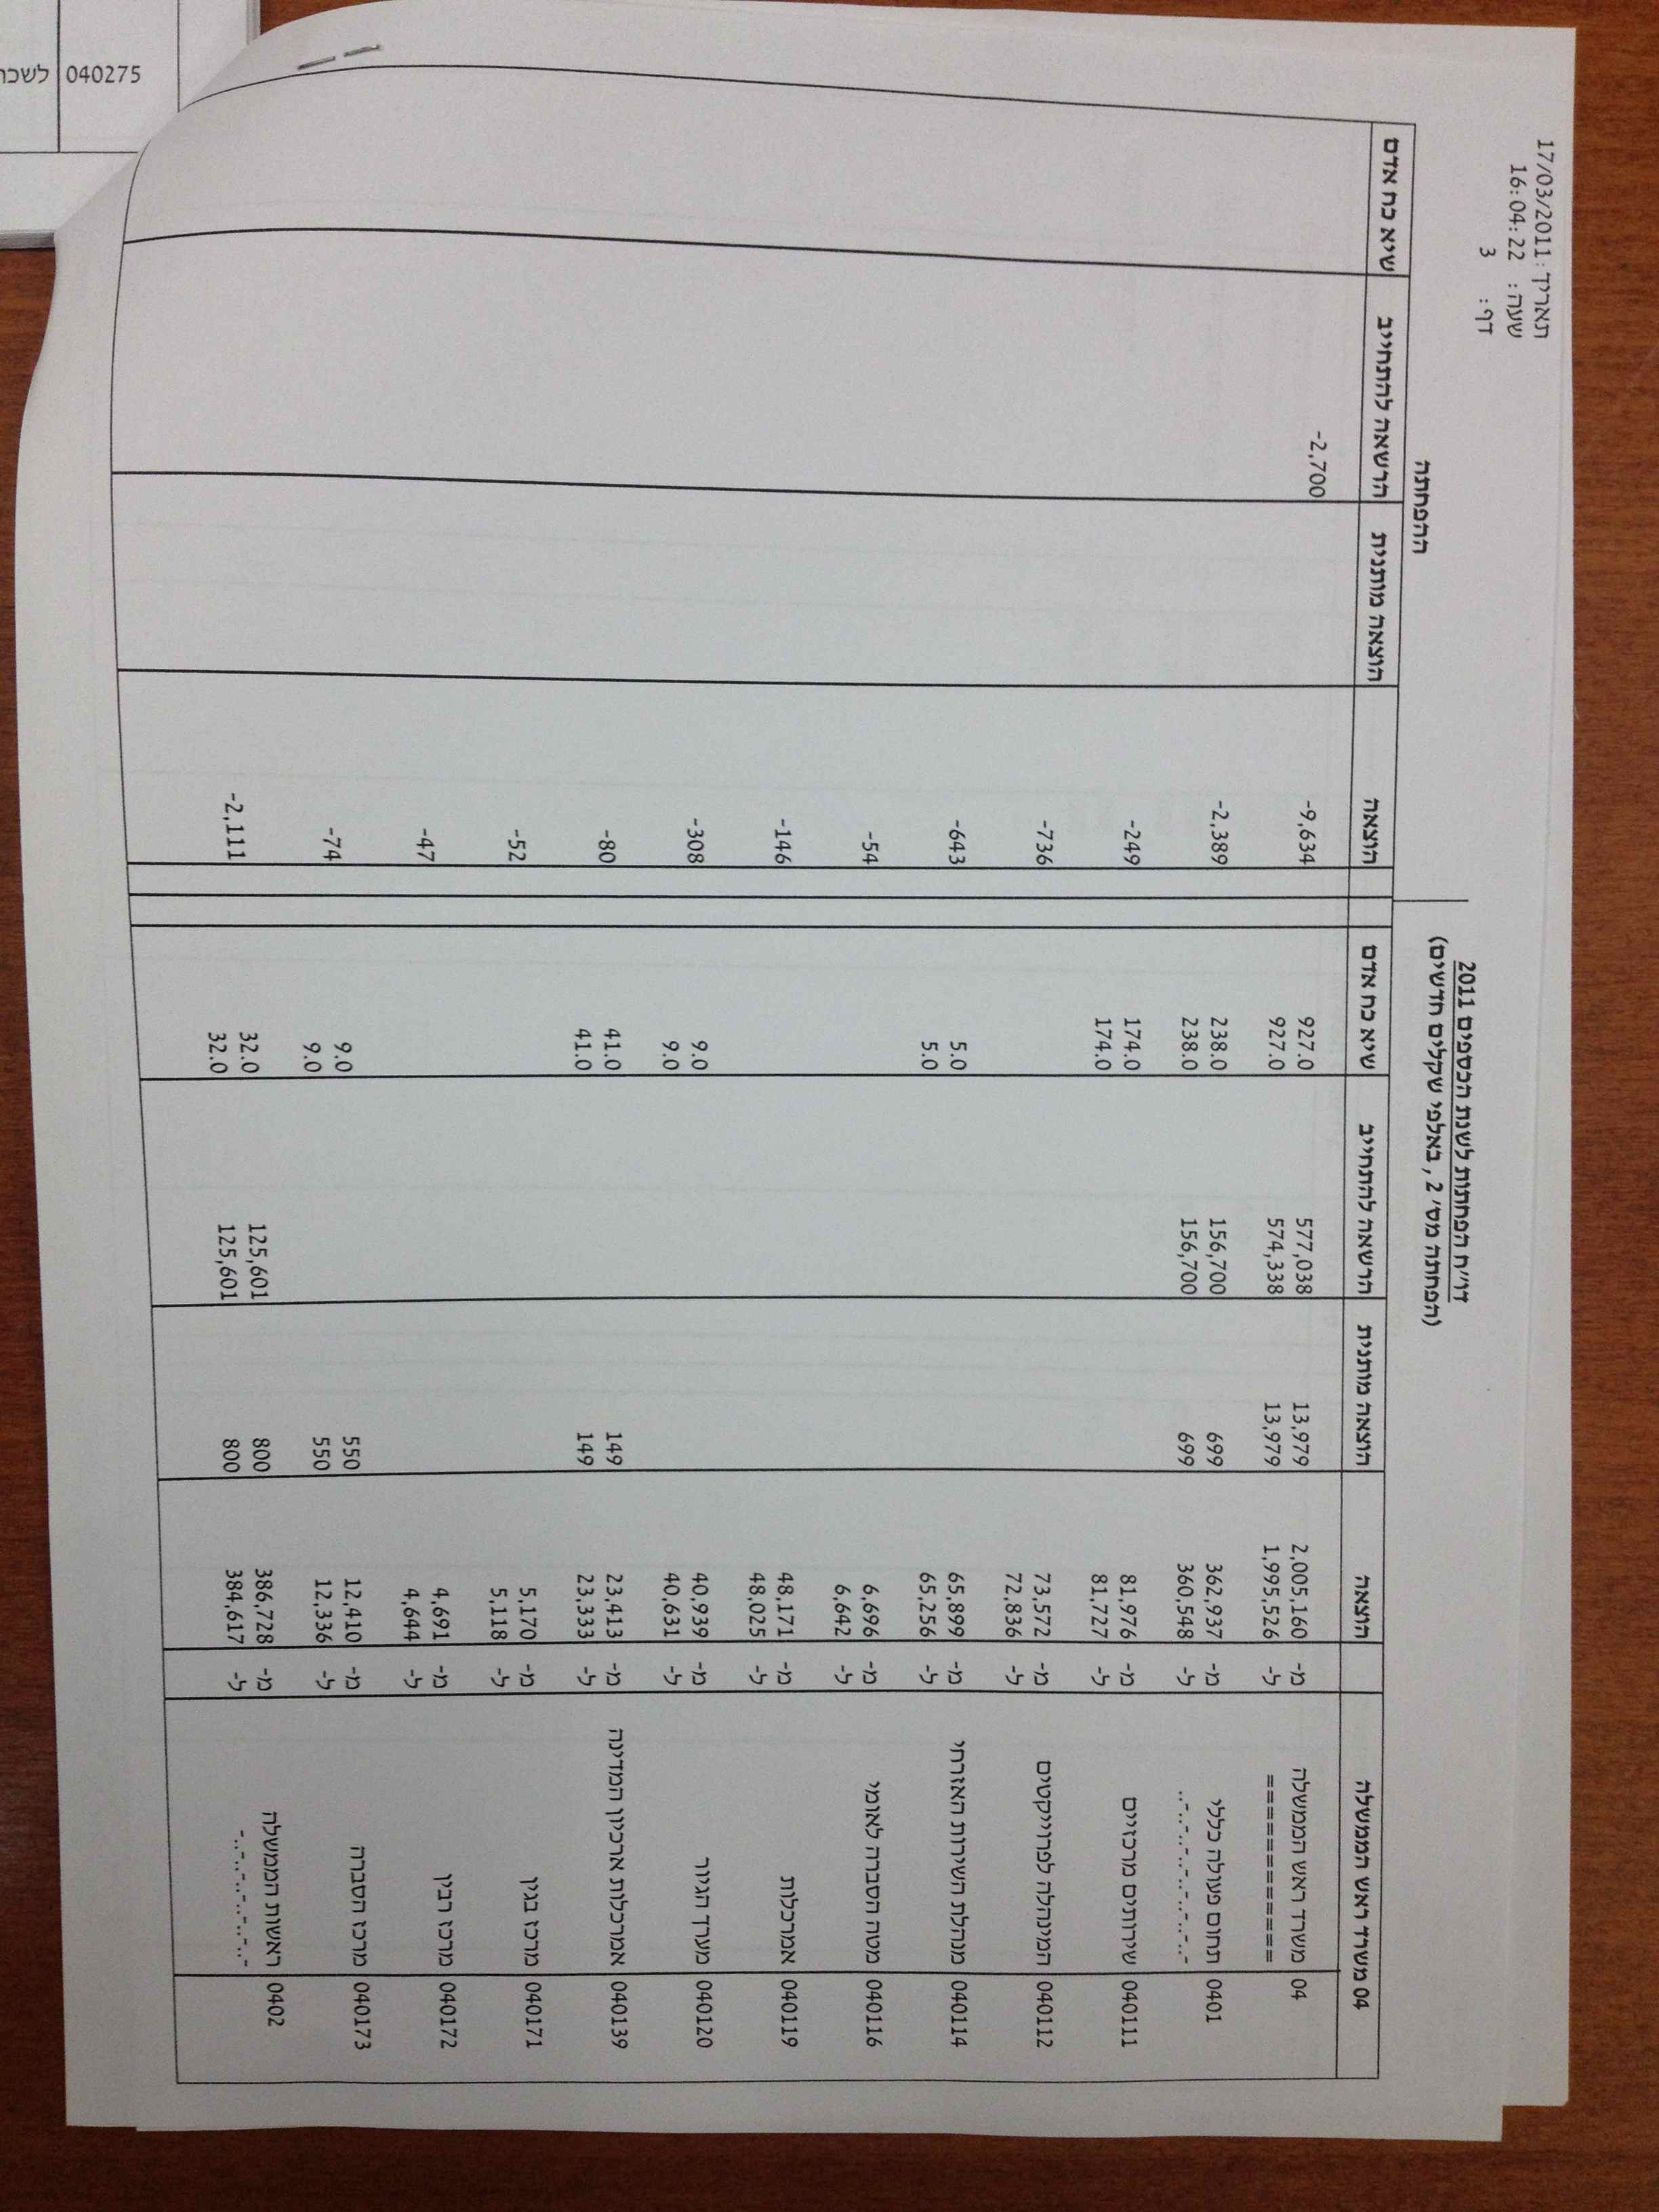 תאריך: 17/03/2011
שעה: 16:04:22
דף: 3
דו״ח הפחתות לשנת הכספים 2011
(הפחתה מס׳ 2, באלפי שקלים חדשים)
ההפחתה
04 משרד ראש הממשלה הוצאה הוצאה מותנית הרשאה להתחייב שיא כח אדם הוצאה הוצאה מותנית הרשאה להתחייב שיא כח אדם
04 משרד ראש הממשלה מ- 2,005,160 13,979 577,038 927.0 -9,634 -2,700
============= ל- 1,995,526 13,979 574,338 927.0
0401 תחום פעולה כללי מ- 362,937 699 156,700 238.0 -2,389
-..-..-..-..-..-..-.. ל- 360,548 699 156,700 238.0
040111 שירותים מרכזיים מ- 81,976 174.0 -249
ל- 81,727 174.0
040112 המינהלה לפרוייקטים מ- 73,572 -736
ל- 72,836
040114 מנהלת השירות האזרחי מ- 65,899 5.0 -643
ל- 65,256 5.0
040116 מטה הסברה לאומי מ- 6,696 -54
ל- 6,642
040119 אמרכלות מ- 48,171 -146
ל- 48,025
040120 מערך הגיור מ- 40,939 9.0 -308
ל- 40,631 9.0
040139 אמרכלות ארכיון המדינה מ- 23,413 149 41.0 -80
ל- 23,333 149 41.0
040171 מרכז בגין מ- 5,170 -52
ל- 5,118
040172 מרכז רבין מ- 4,691 -47
ל- 4,644
040173 מרכז הסברה מ- 12,410 550 9.0 -74
ל- 12,336 550 9.0
0402 ראשות הממשלה מ- 386,728 800 125,601 32.0 -2,111
-..-..-..-..-..- ל- 384,617 800 125,601 32.0
040275